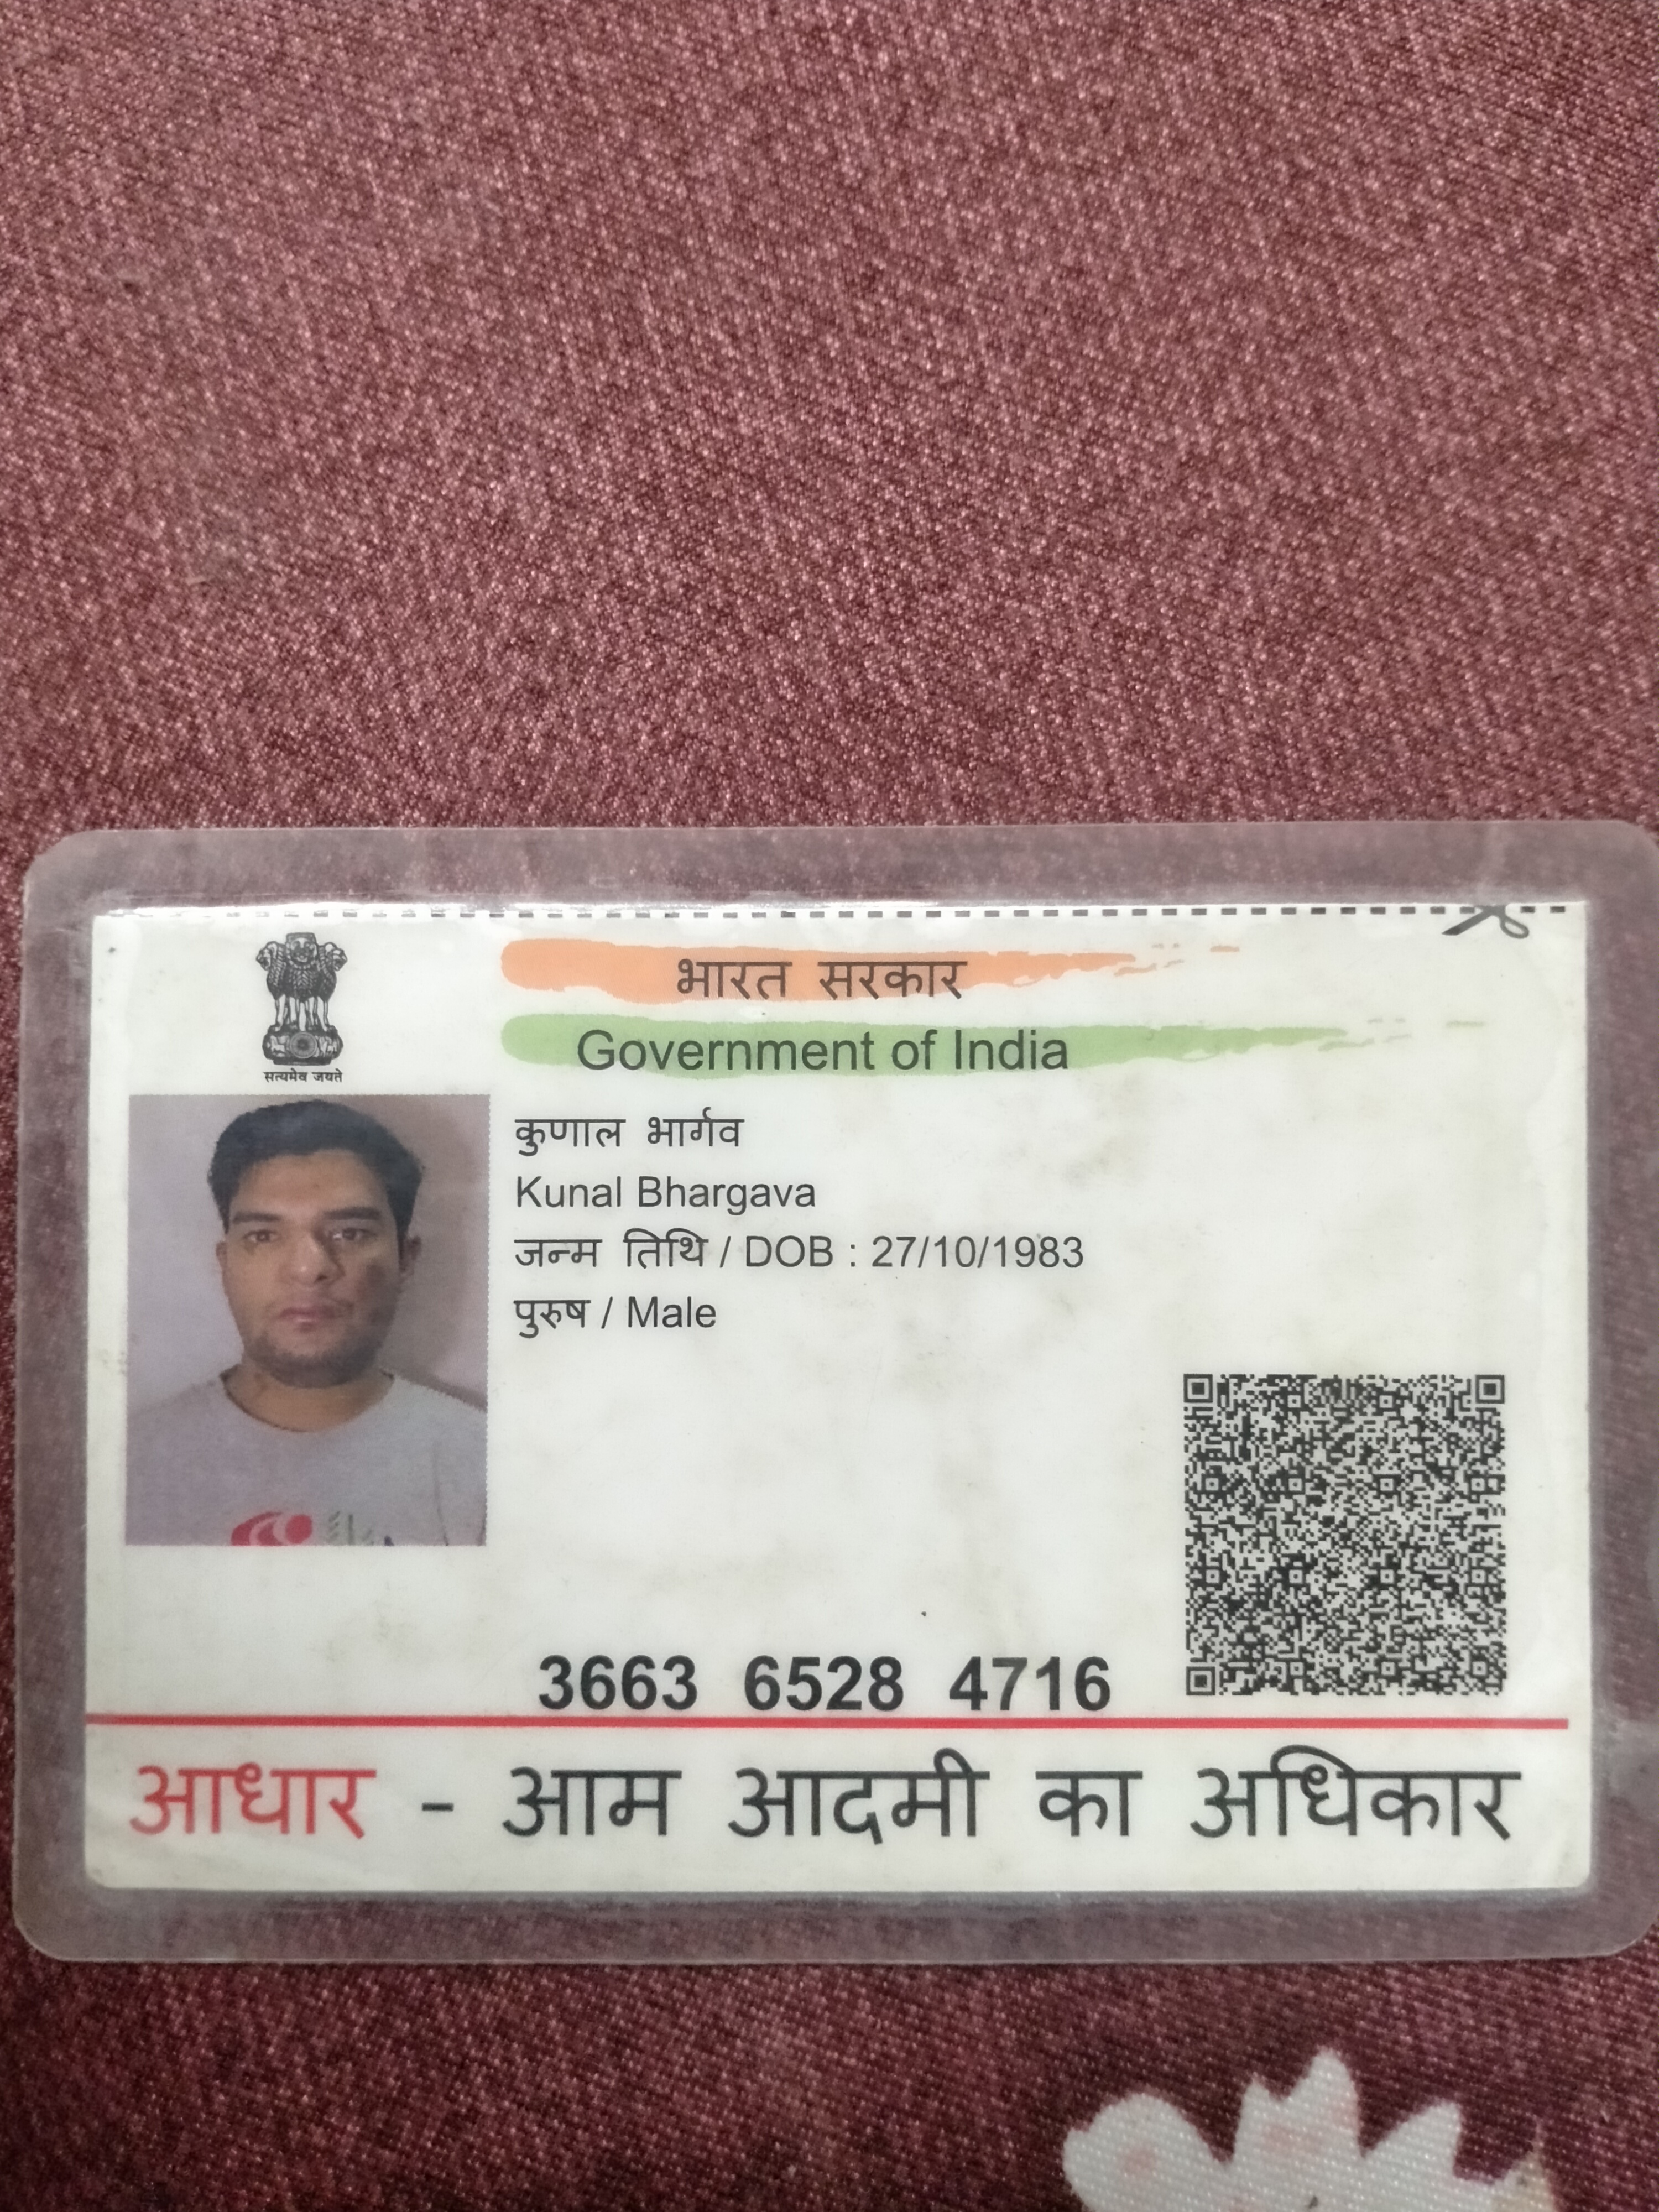 सत्यमेव जयते
भारत सरकार
Government of India
कुणाल भार्गव
Kunal Bhargava
जन्म तिथि / DOB : 27/10/1983
पुरुष / Male
3663 6528 4716
आधार - आम आदमी का अधिकार